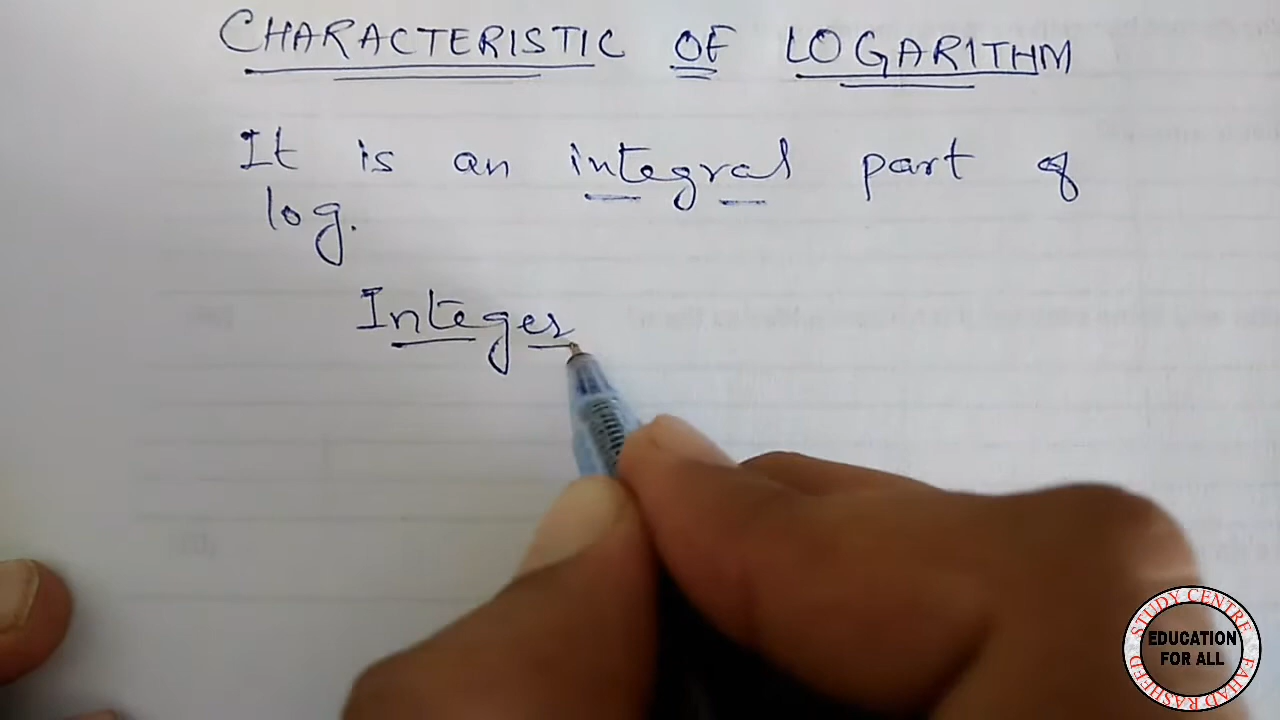 CHARACTERISTIC OF LOGARITHM
It is an integral part of
log.
Integer
STUDY CENTRE
EDUCATION
FOR ALL
FAHAD RASHEED